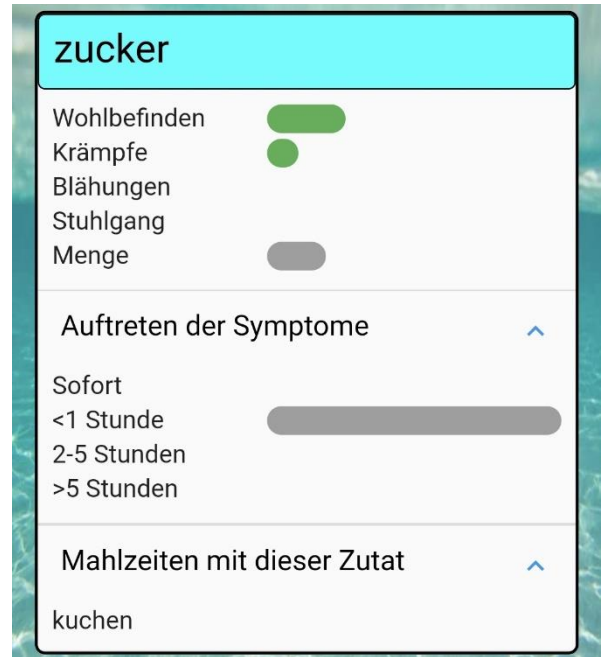 zucker
Wohlbefinden
Krämpfe
Blähungen
Stuhlgang
Menge
Auftreten der Symptome
Sofort
<1 Stunde
2-5 Stunden
>5 Stunden
Mahlzeiten mit dieser Zutat
kuchen